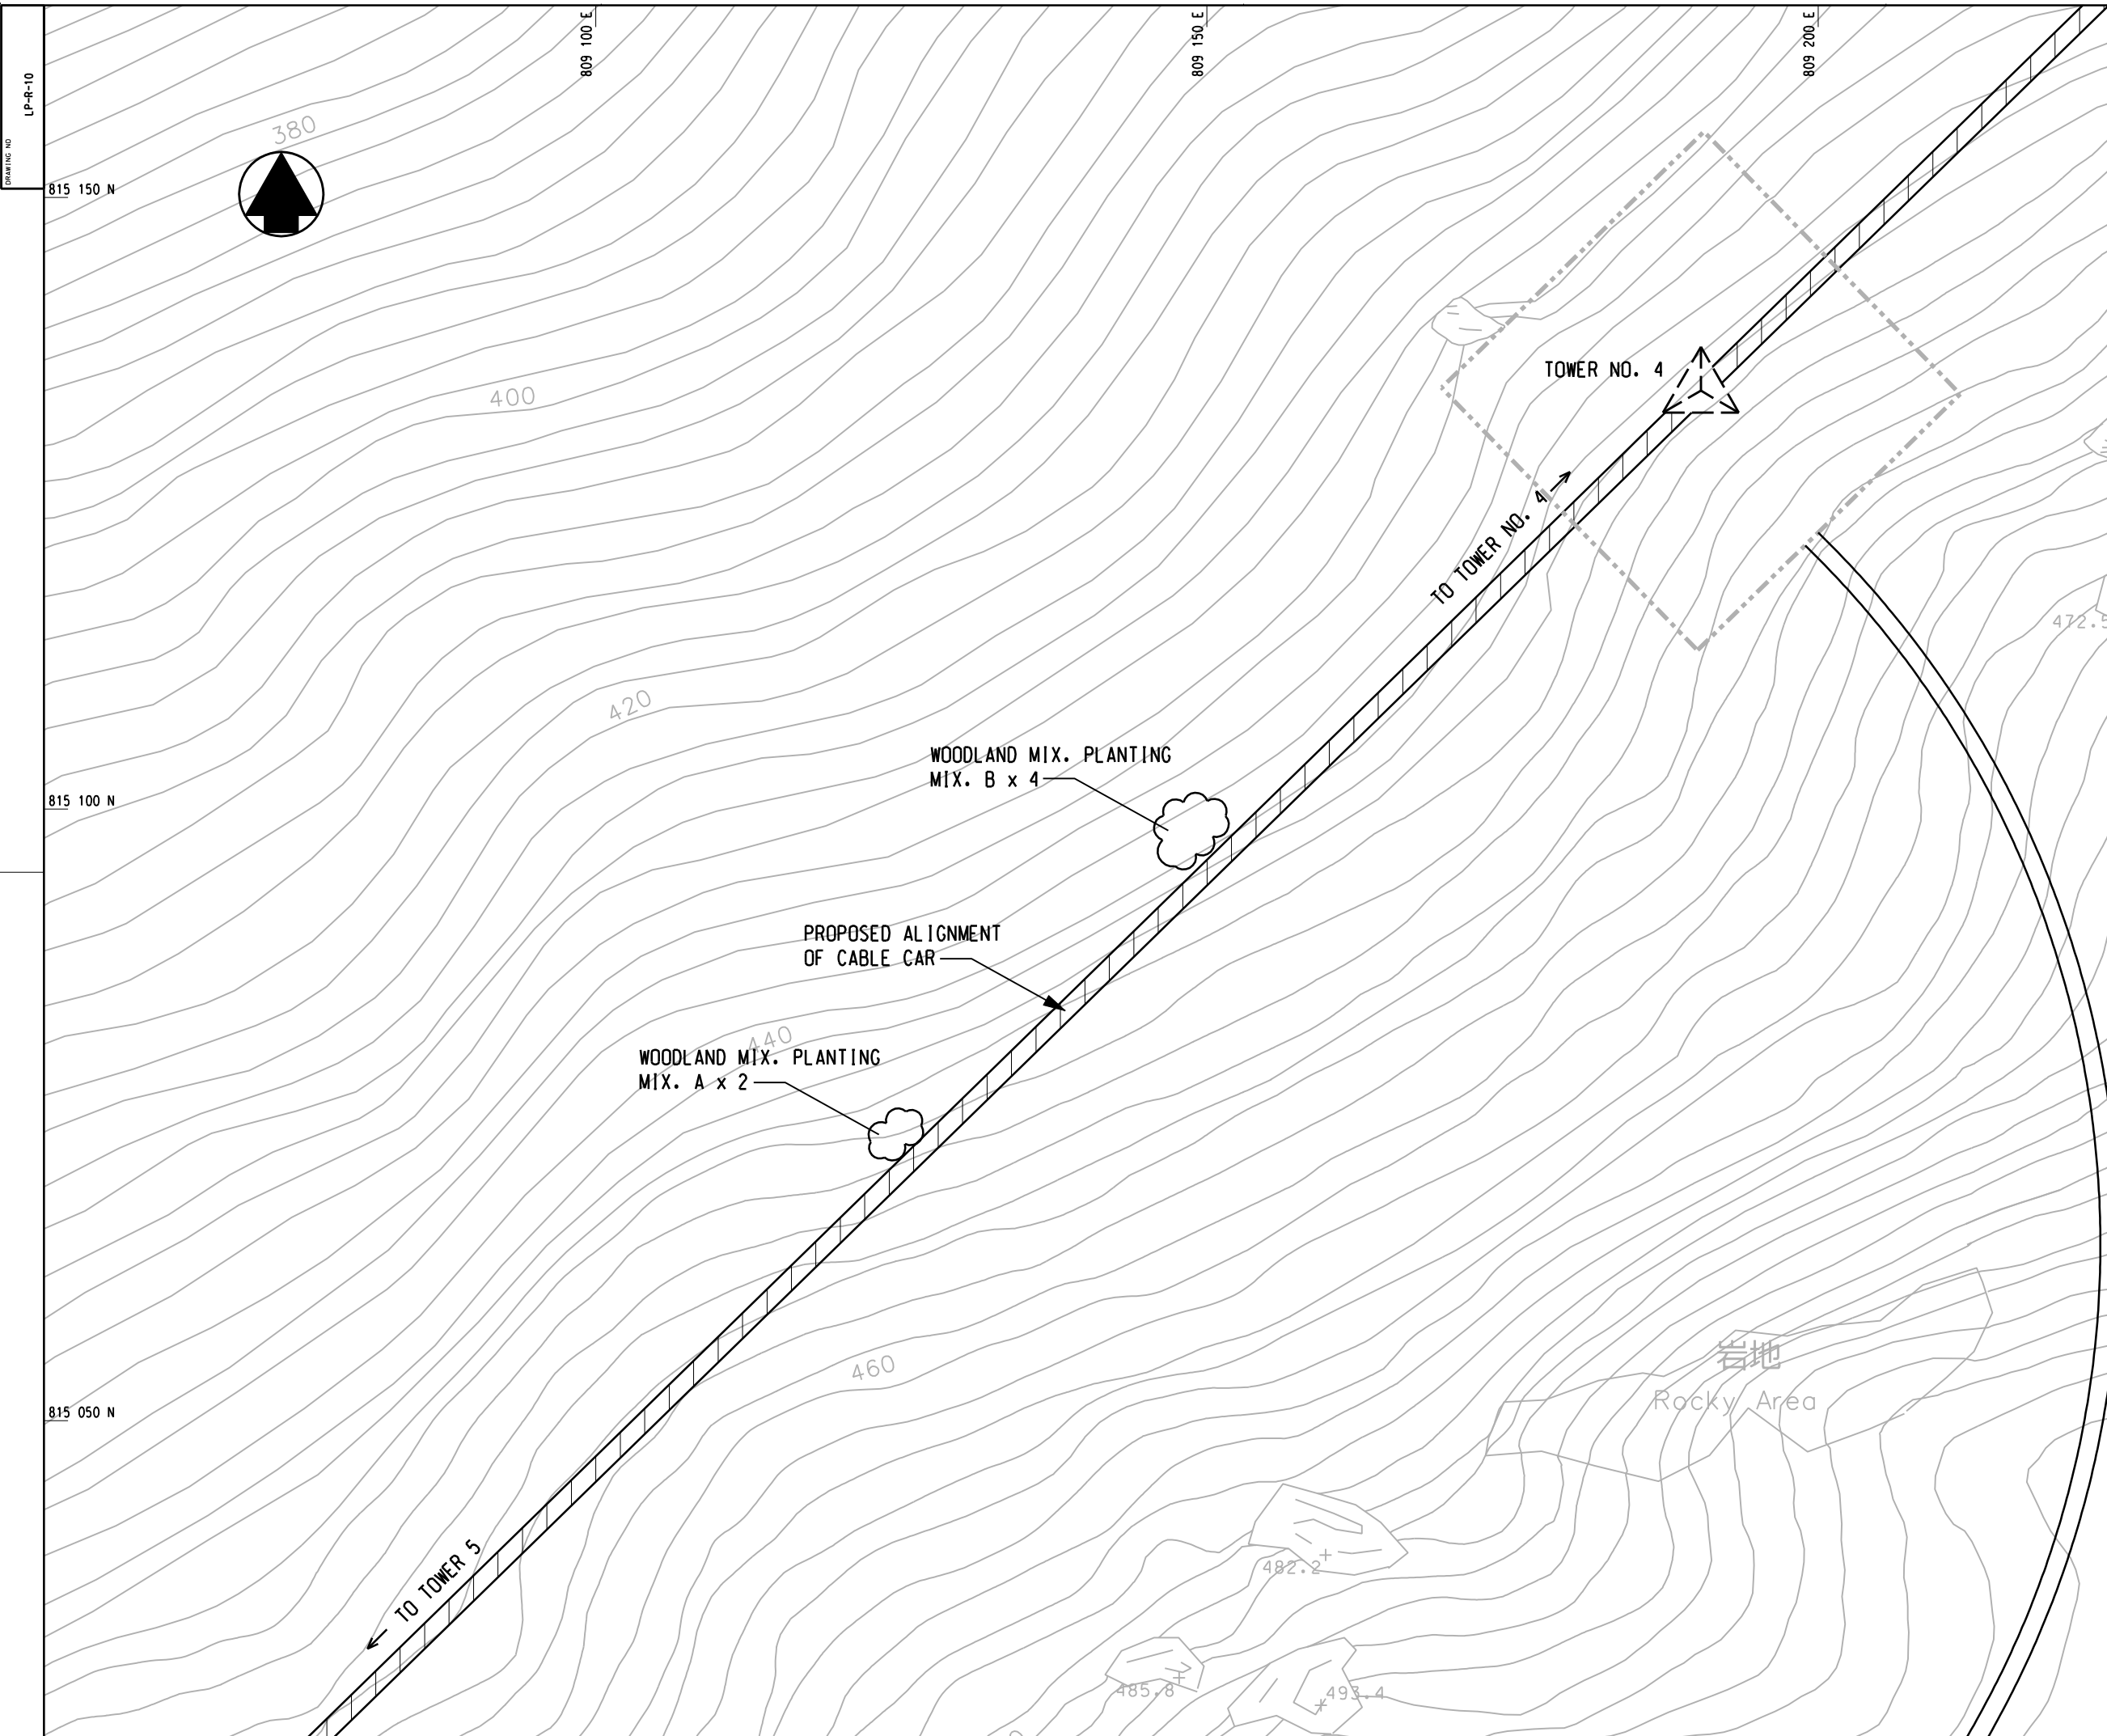 LP-R-10
DRAWING NO
809 100 E
809 150 E
809 200 E
380
815 150 N
TOWER NO. 4
400
TO TOWER NO. 4
472.5
420
WOODLAND MIX. PLANTING
MIX. B x 4
815 100 N
PROPOSED ALIGNMENT
OF CABLE CAR
440
WOODLAND MIX. PLANTING
MIX. A x 2
岩地
Rocky Area
460
815 050 N
TO TOWER 5
482.2
485.8
493.4